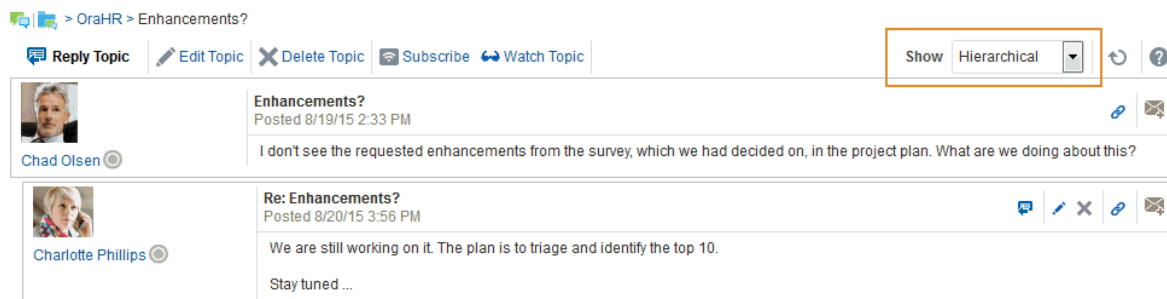 > OraHR > Enhancements?
Reply Topic Edit Topic Delete Topic Subscribe Watch Topic Show Hierarchical
Enhancements?
Posted 8/19/15 2:33 PM
Chad Olsen
I don't see the requested enhancements from the survey, which we had decided on, in the project plan. What are we doing about this?
Re: Enhancements?
Posted 8/20/15 3:56 PM
Charlotte Phillips
We are still working on it. The plan is to triage and identify the top 10.
Stay tuned ...